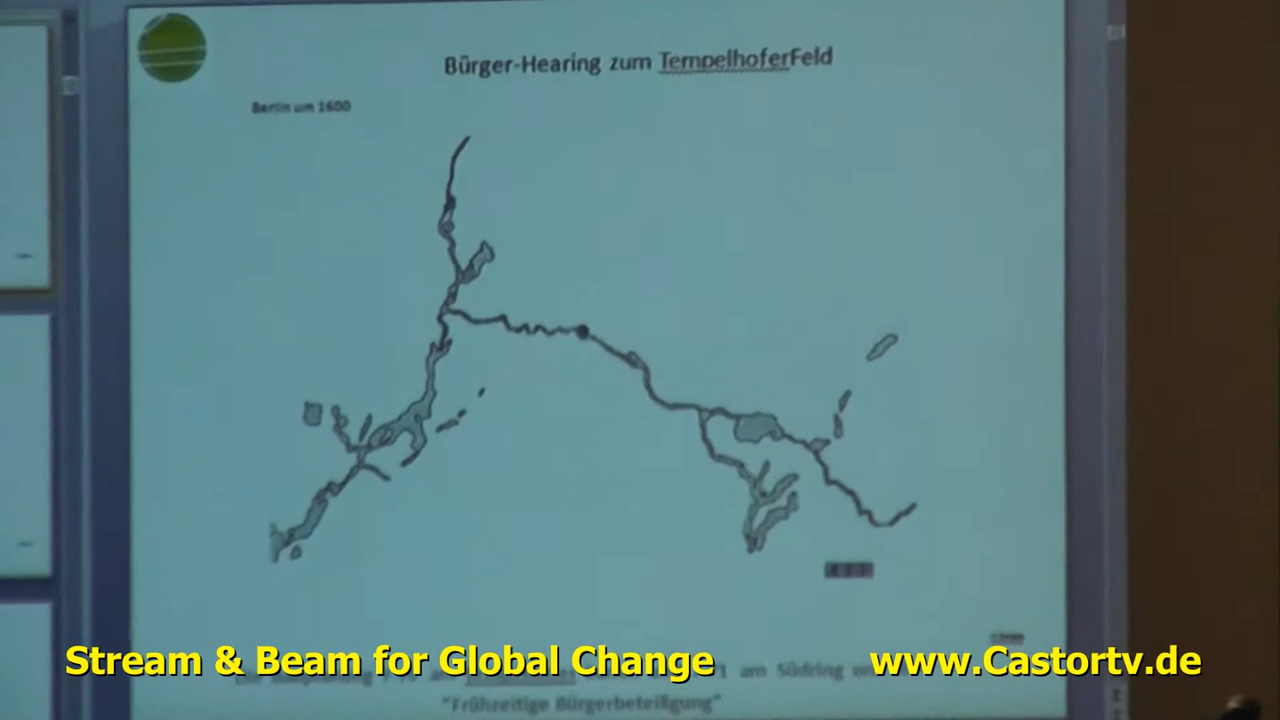 Bürger-Hearing zum TempelhoferFeld
Berlin um 1600
Stream & Beam for Global Change www.Castortv.de
am Südring
"Frühzeitige Bürgerbeteiligung"